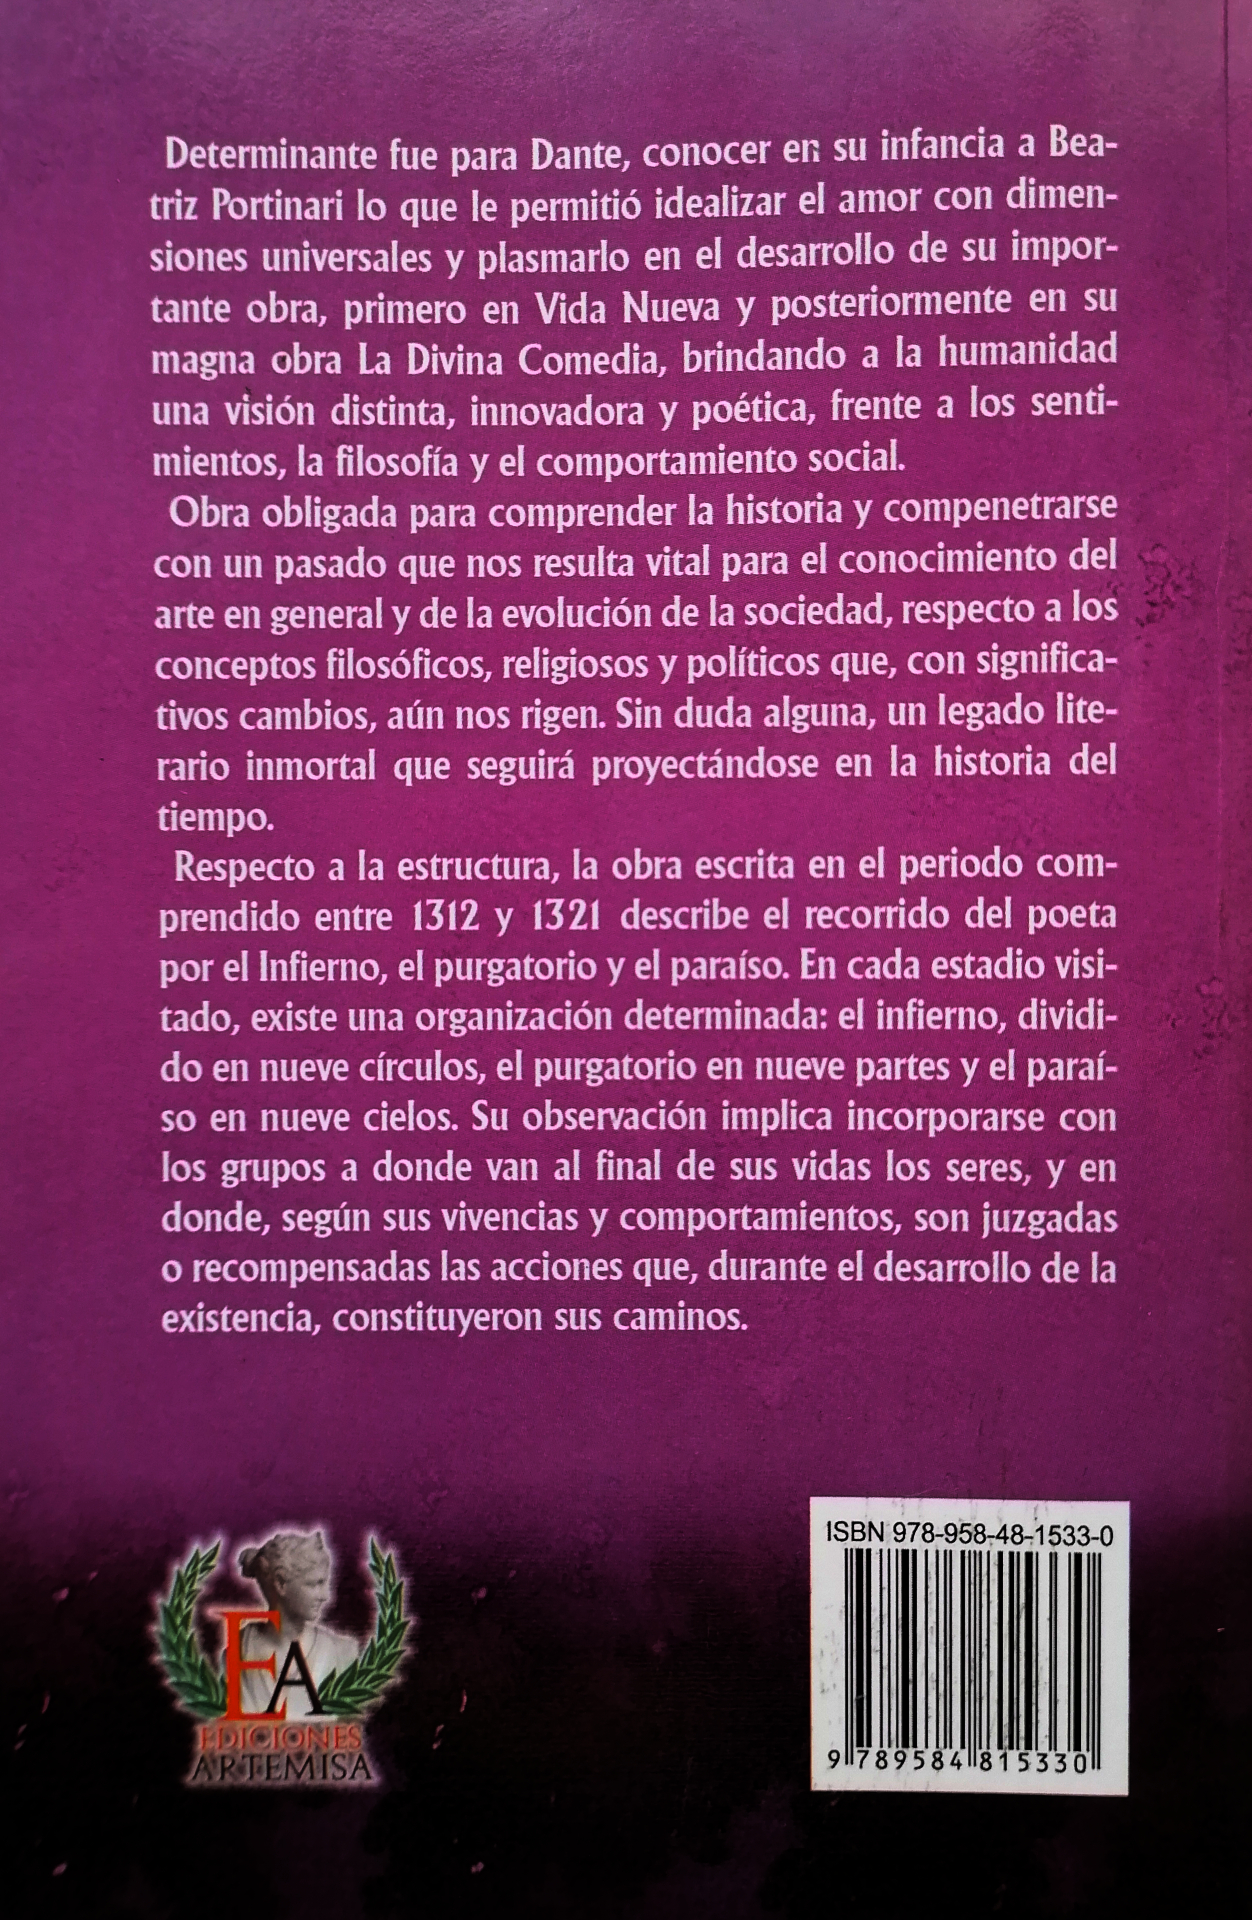 Determinante fue para Dante, conocer en su infancia a Bea-
triz Portinari lo que le permitió idealizar el amor con dimen-
siones universales y plasmarlo en el desarrollo de su impor-
tante obra, primero en Vida Nueva y posteriormente en su
magna obra La Divina Comedia, brindando a la humanidad
una visión distinta, innovadora y poética, frente a los senti-
mientos, la filosofía y el comportamiento social.
Obra obligada para comprender la historia y compenetrarse
con un pasado que nos resulta vital para el conocimiento del
arte en general y de la evolución de la sociedad, respecto a los
conceptos filosóficos, religiosos y políticos que, con significa-
tivos cambios, aún nos rigen. Sin duda alguna, un legado lite-
rario inmortal que seguirá proyectándose en la historia del
tiempo.
Respecto a la estructura, la obra escrita en el periodo com-
prendido entre 1312 y 1321 describe el recorrido del poeta
por el Infierno, el purgatorio y el paraíso. En cada estadio visi-
tado, existe una organización determinada: el infierno, dividi-
do en nueve círculos, el purgatorio en nueve partes y el paraí-
so en nueve cielos. Su observación implica incorporarse con
los grupos a donde van al final de sus vidas los seres, y en
donde, según sus vivencias y comportamientos, son juzgadas
o recompensadas las acciones que, durante el desarrollo de la
existencia, constituyeron sus caminos.
EA
EDICIONES
ARTEMISA
ISBN 978-958-48-1533-0
9 789584 815330